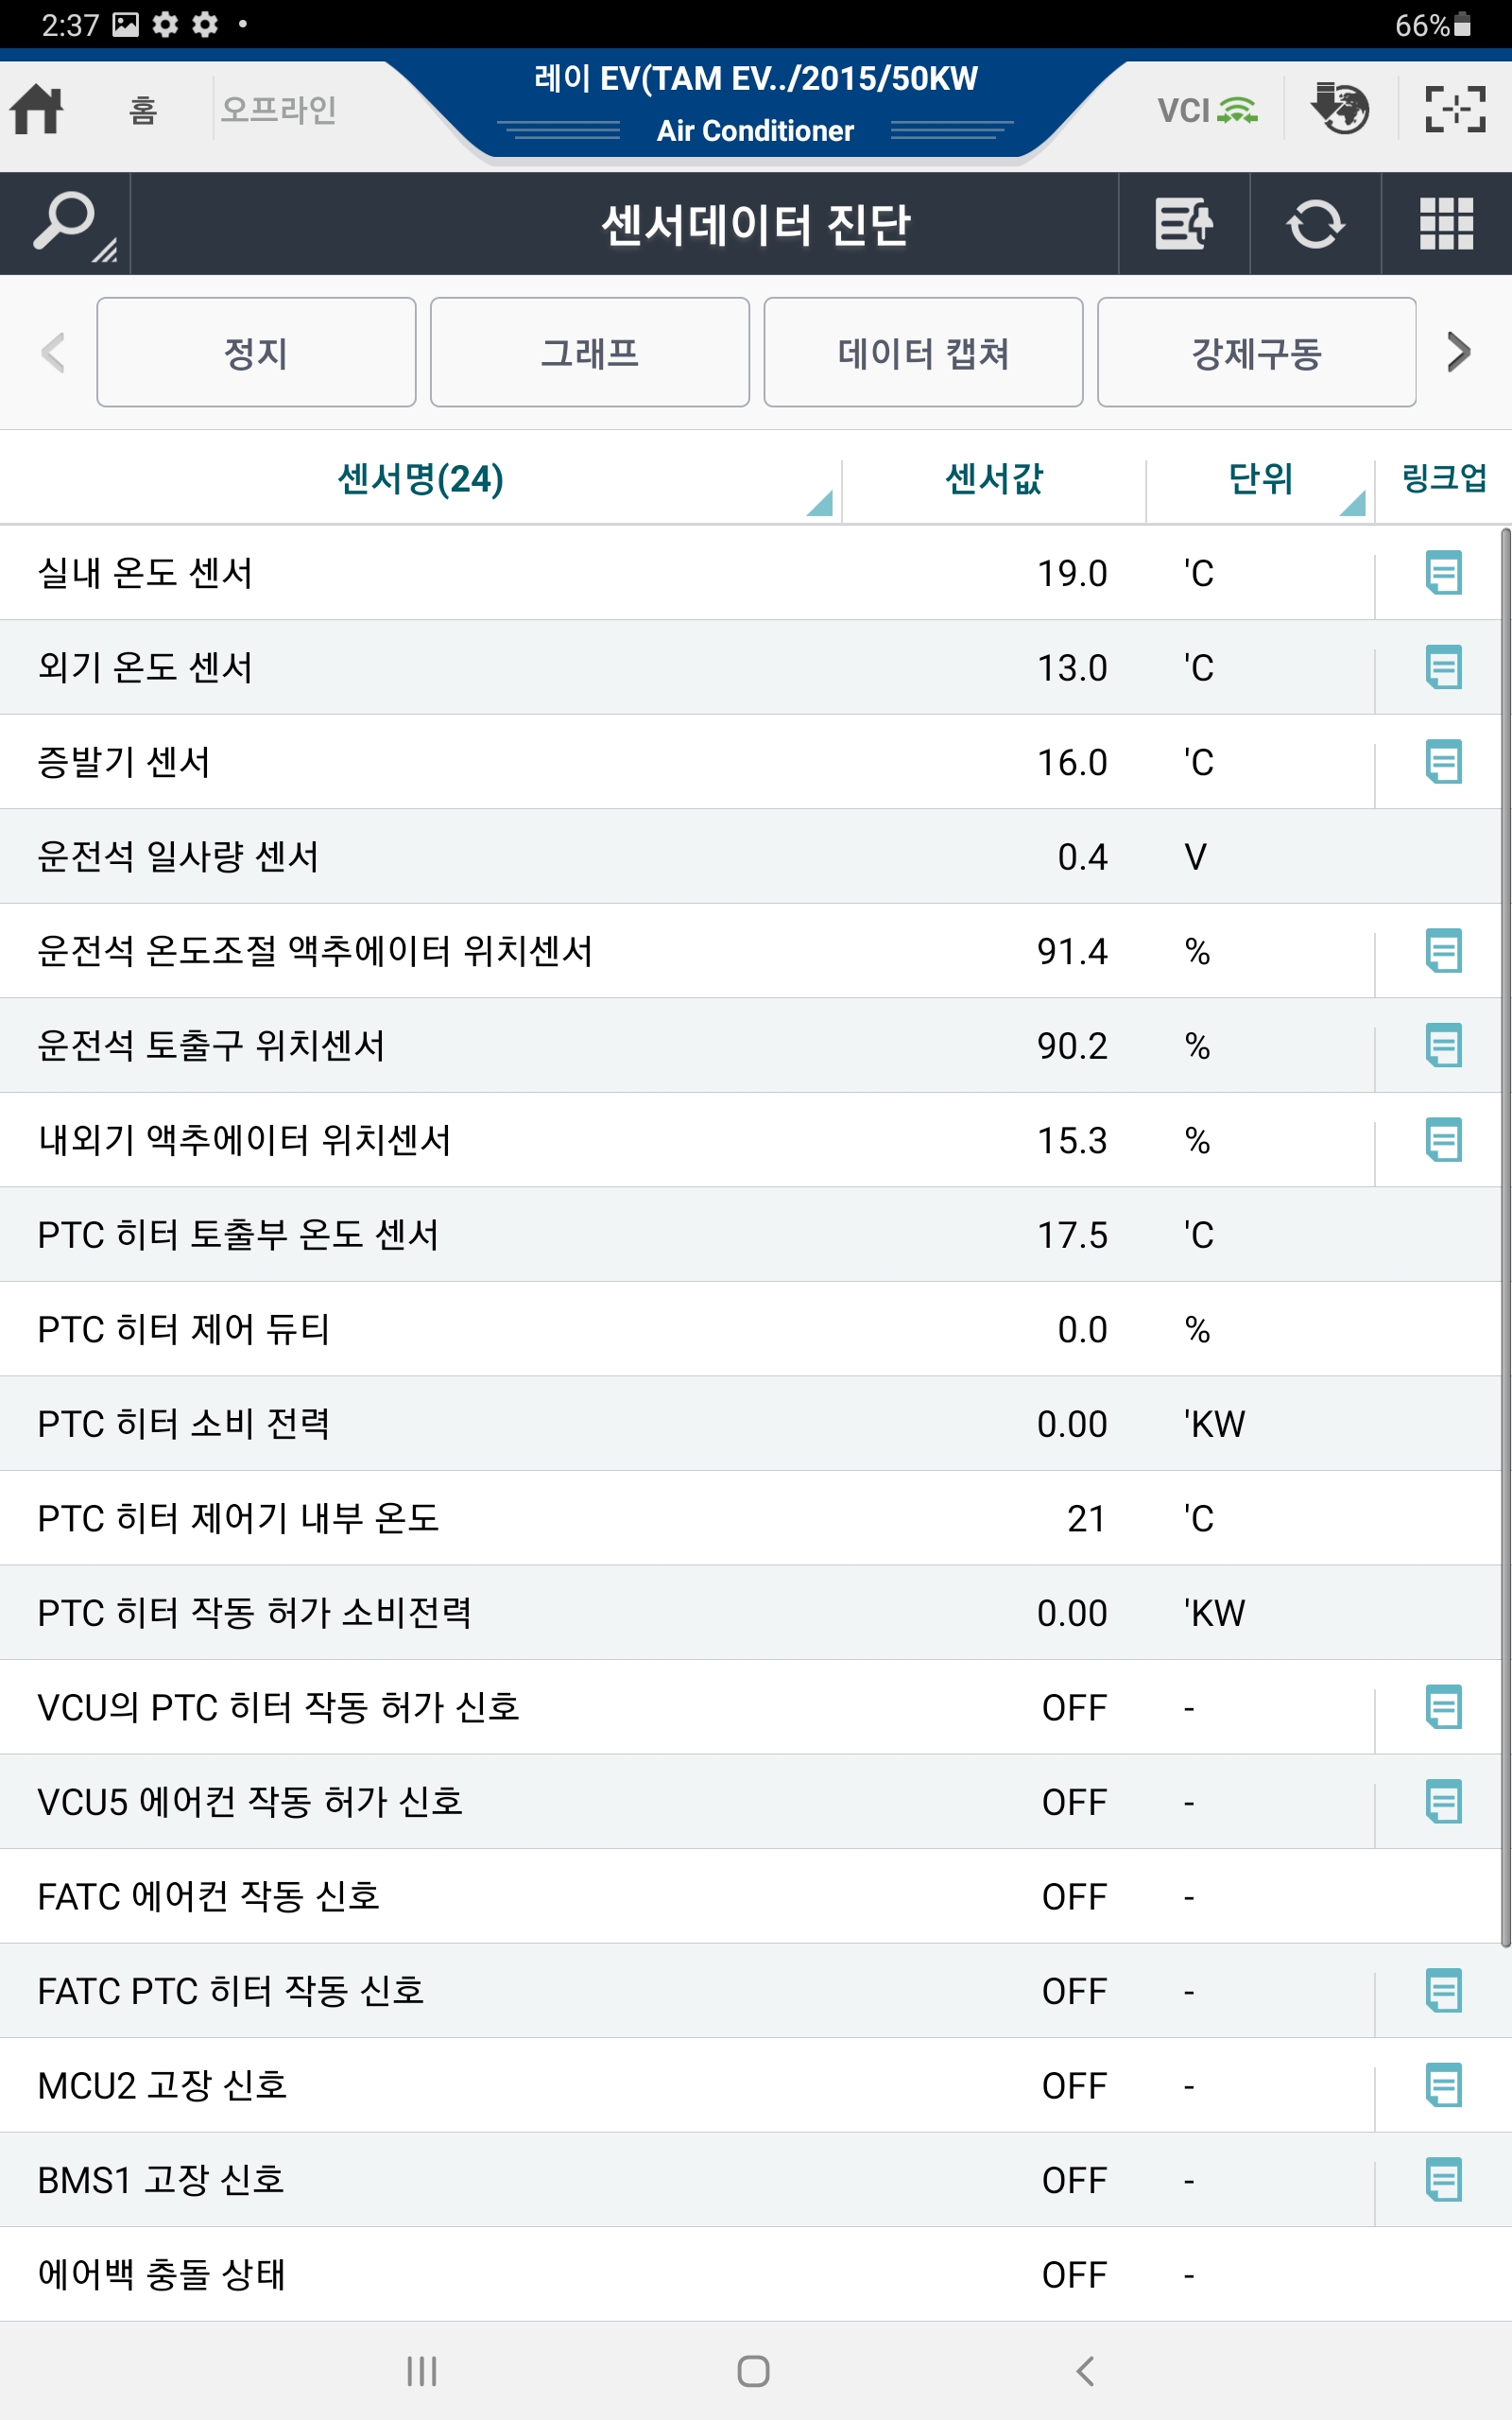 2:37
66%
홈
오프라인
레이 EV(TAM EV../2015/50KW
Air Conditioner
VCI
센서데이터 진단
정지
그래프
데이터 캡쳐
강제구동
센서명(24) 센서값 단위 링크업
실내 온도 센서 19.0 'C
외기 온도 센서 13.0 'C
증발기 센서 16.0 'C
운전석 일사량 센서 0.4 V
운전석 온도조절 액추에이터 위치센서 91.4 %
운전석 토출구 위치센서 90.2 %
내외기 액추에이터 위치센서 15.3 %
PTC 히터 토출부 온도 센서 17.5 'C
PTC 히터 제어 듀티 0.0 %
PTC 히터 소비 전력 0.00 'KW
PTC 히터 제어기 내부 온도 21 'C
PTC 히터 작동 허가 소비전력 0.00 'KW
VCU의 PTC 히터 작동 허가 신호 OFF -
VCU5 에어컨 작동 허가 신호 OFF -
FATC 에어컨 작동 신호 OFF -
FATC PTC 히터 작동 신호 OFF -
MCU2 고장 신호 OFF -
BMS1 고장 신호 OFF -
에어백 충돌 상태 OFF -